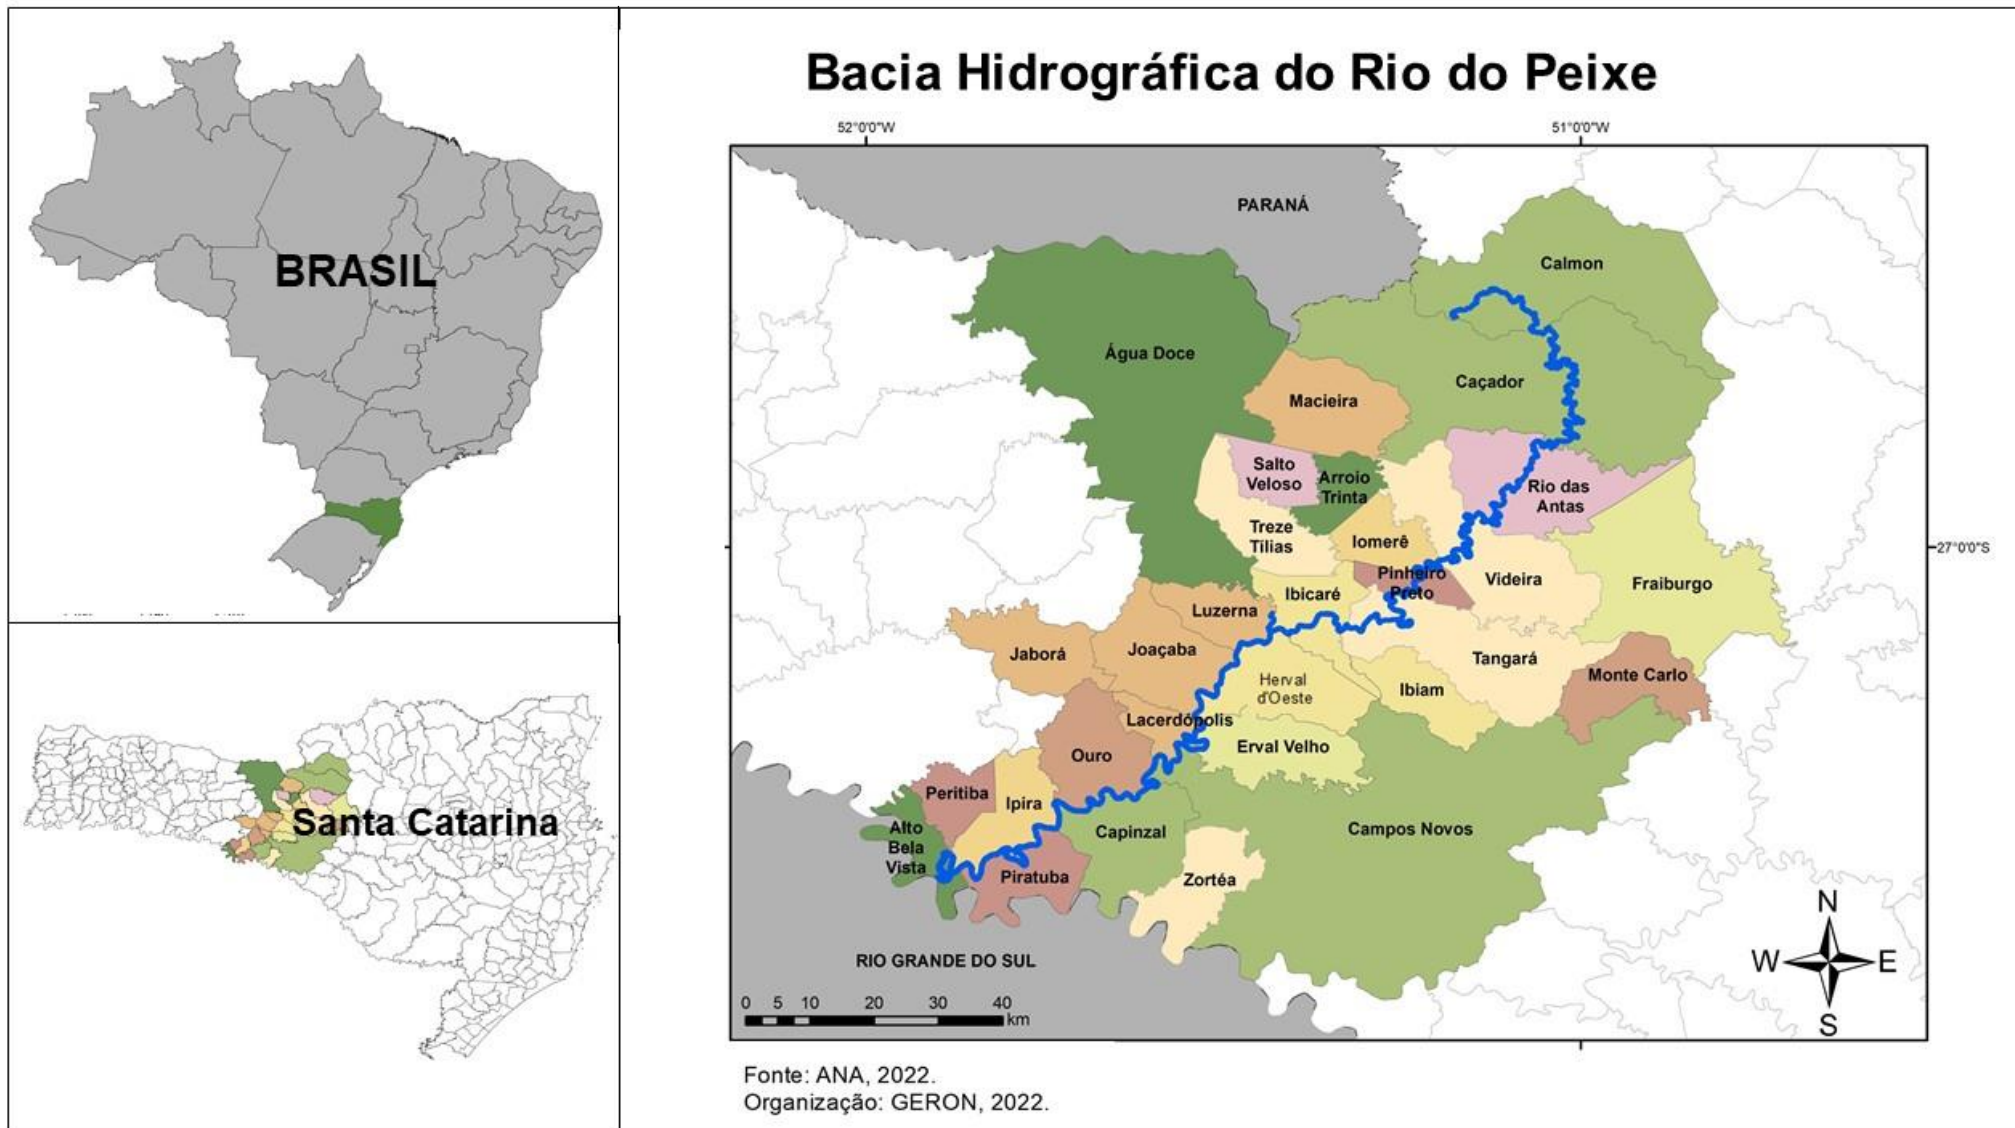 BRASIL
Santa Catarina
Bacia Hidrográfica do Rio do Peixe
52°0'0"W
51°0'0"W
PARANÁ
Calmon
Água Doce
Caçador
Macieira
Salto
Veloso
Arroio
Trinta
Rio das
Antas
Treze
Tílias
Iomerê
27°0'0"S
Pinheiro
Preto
Videira
Fraiburgo
Ibicaré
Luzerna
Jaborá
Joaçaba
Tangará
Monte Carlo
Herval
d'Oeste
Ibiam
Lacerdópolis
Erval Velho
Ouro
Peritiba
Ipira
Alto
Bela
Vista
Capinzal
Campos Novos
Piratuba
Zortéa
RIO GRANDE DO SUL
0 5 10 20 30 40
km
N
W E
S
Fonte: ANA, 2022.
Organização: GERON, 2022.